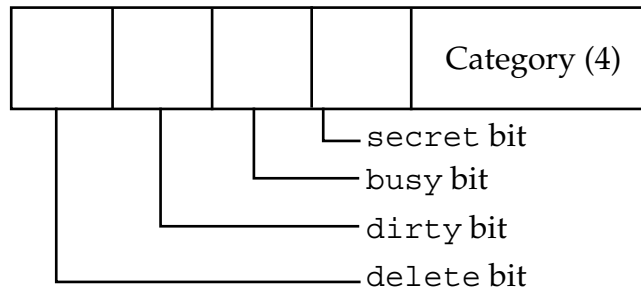 Category (4)
secret bit
busy bit
dirty bit
delete bit